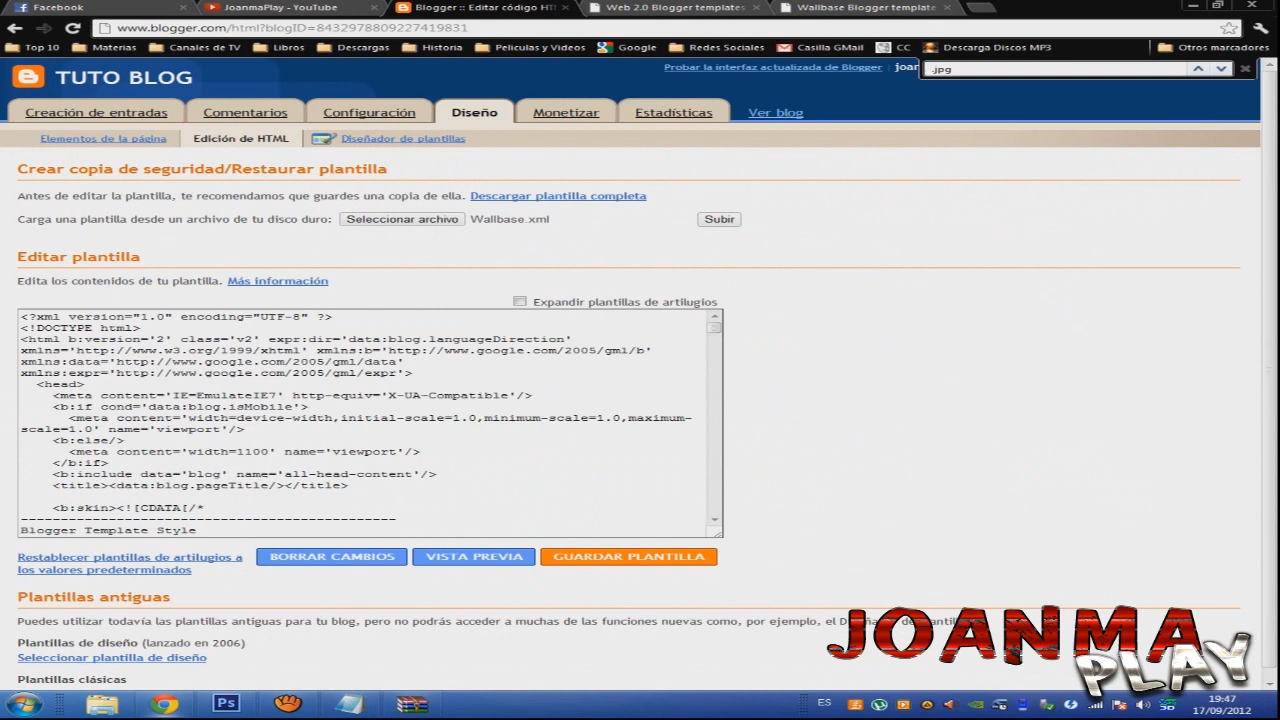 Facebook
JoanmaPlay - YouTube
Blogger :: Editar código HT
Web 2.0 Blogger templates
Wallbase Blogger template
www.blogger.com/html?blogID=8432978809227419831
Top 10
Materias
Canales de TV
Libros
Descargas
Historia
Peliculas y Videos
Google
Redes Sociales
Casilla GMail
CC
Descarga Discos MP3
Otros marcadores
TUTO BLOG
Probar la interfaz actualizada de Blogger
joar
.jpg
Creación de entradas
Comentarios
Configuración
Diseño
Monetizar
Estadísticas
Ver blog
Elementos de la página
Edición de HTML
Diseñador de plantillas
Crear copia de seguridad/Restaurar plantilla
Antes de editar la plantilla, te recomendamos que guardes una copia de ella. Descargar plantilla completa
Carga una plantilla desde un archivo de tu disco duro: Seleccionar archivo Wallbase.xml Subir
Editar plantilla
Edita los contenidos de tu plantilla. Más información
Expandir plantillas de artilugios
<?xml version="1.0" encoding="UTF-8" ?>
<!DOCTYPE html>
<html b:version='2' class='v2' expr:dir='data:blog.languageDirection'
xmlns='http://www.w3.org/1999/xhtml' xmlns:b='http://www.google.com/2005/gml/b'
xmlns:data='http://www.google.com/2005/gml/data'
xmlns:expr='http://www.google.com/2005/gml/expr'>
<head>
<meta content='IE=EmulateIE7' http-equiv='X-UA-Compatible'/>
<b:if cond='data:blog.isMobile'>
<meta content='width=device-width,initial-scale=1.0,minimum-scale=1.0,maximum-
scale=1.0' name='viewport'/>
<b:else/>
<meta content='width=1100' name='viewport'/>
</b:if>
<b:include data='blog' name='all-head-content'/>
<title><data:blog.pageTitle/></title>
<b:skin><![CDATA[/*
-----------------------------------------------
Blogger Template Style
Restablecer plantillas de artilugios a
los valores predeterminados
BORRAR CAMBIOS
VISTA PREVIA
GUARDAR PLANTILLA
Plantillas antiguas
Puedes utilizar todavía las plantillas antiguas para tu blog, pero no podrás acceder a muchas de las funciones nuevas como, por ejemplo, el
Plantillas de diseño (lanzado en 2006)
Seleccionar plantilla de diseño
Plantillas clásicas
JOANMA
PLAY
Ps
ES
19:47
17/09/2012